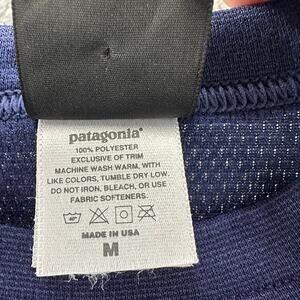 patagonia®
100% POLYESTER
EXCLUSIVE OF TRIM
MACHINE WASH WARM, WITH
LIKE COLORS, TUMBLE DRY LOW.
DO NOT IRON, BLEACH, OR USE
FABRIC SOFTENERS.
40°
MADE IN USA
M